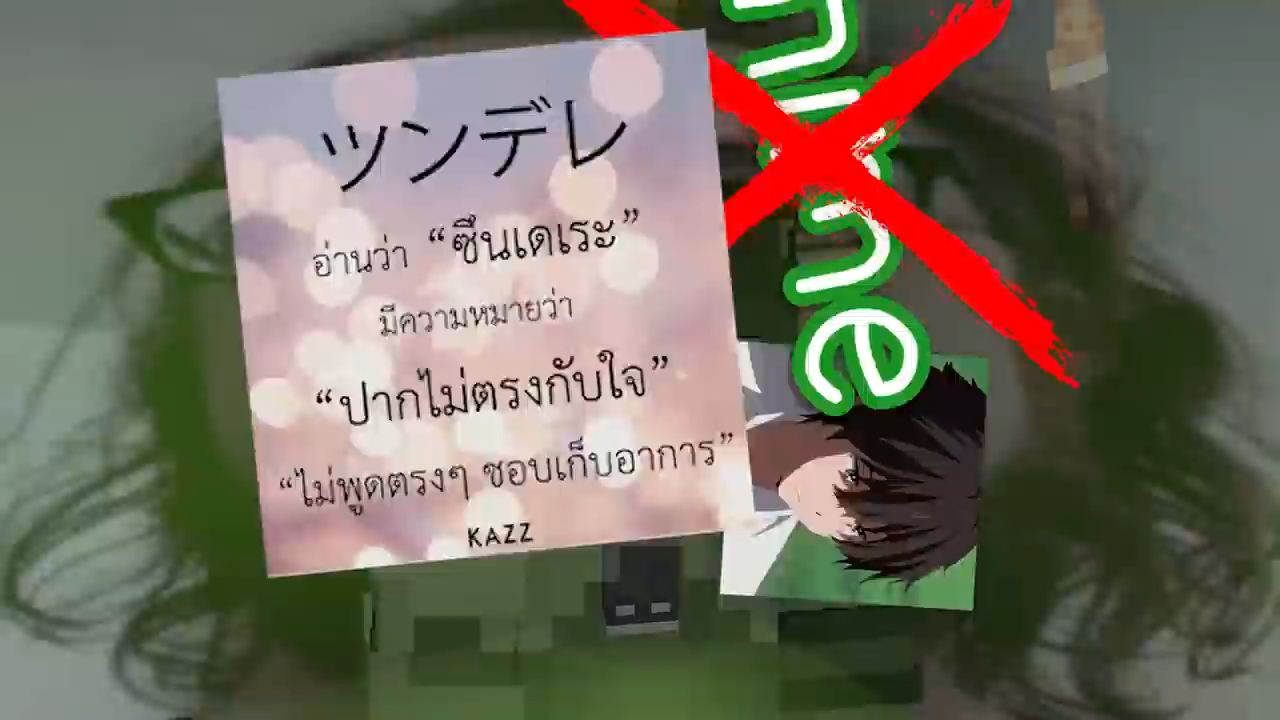 ツンデレ
อ่านว่า “ซึนเดเระ”
มีความหมายว่า
“ปากไม่ตรงกับใจ”
“ไม่พูดตรงๆ ชอบเก็บอาการ”
KAZZ